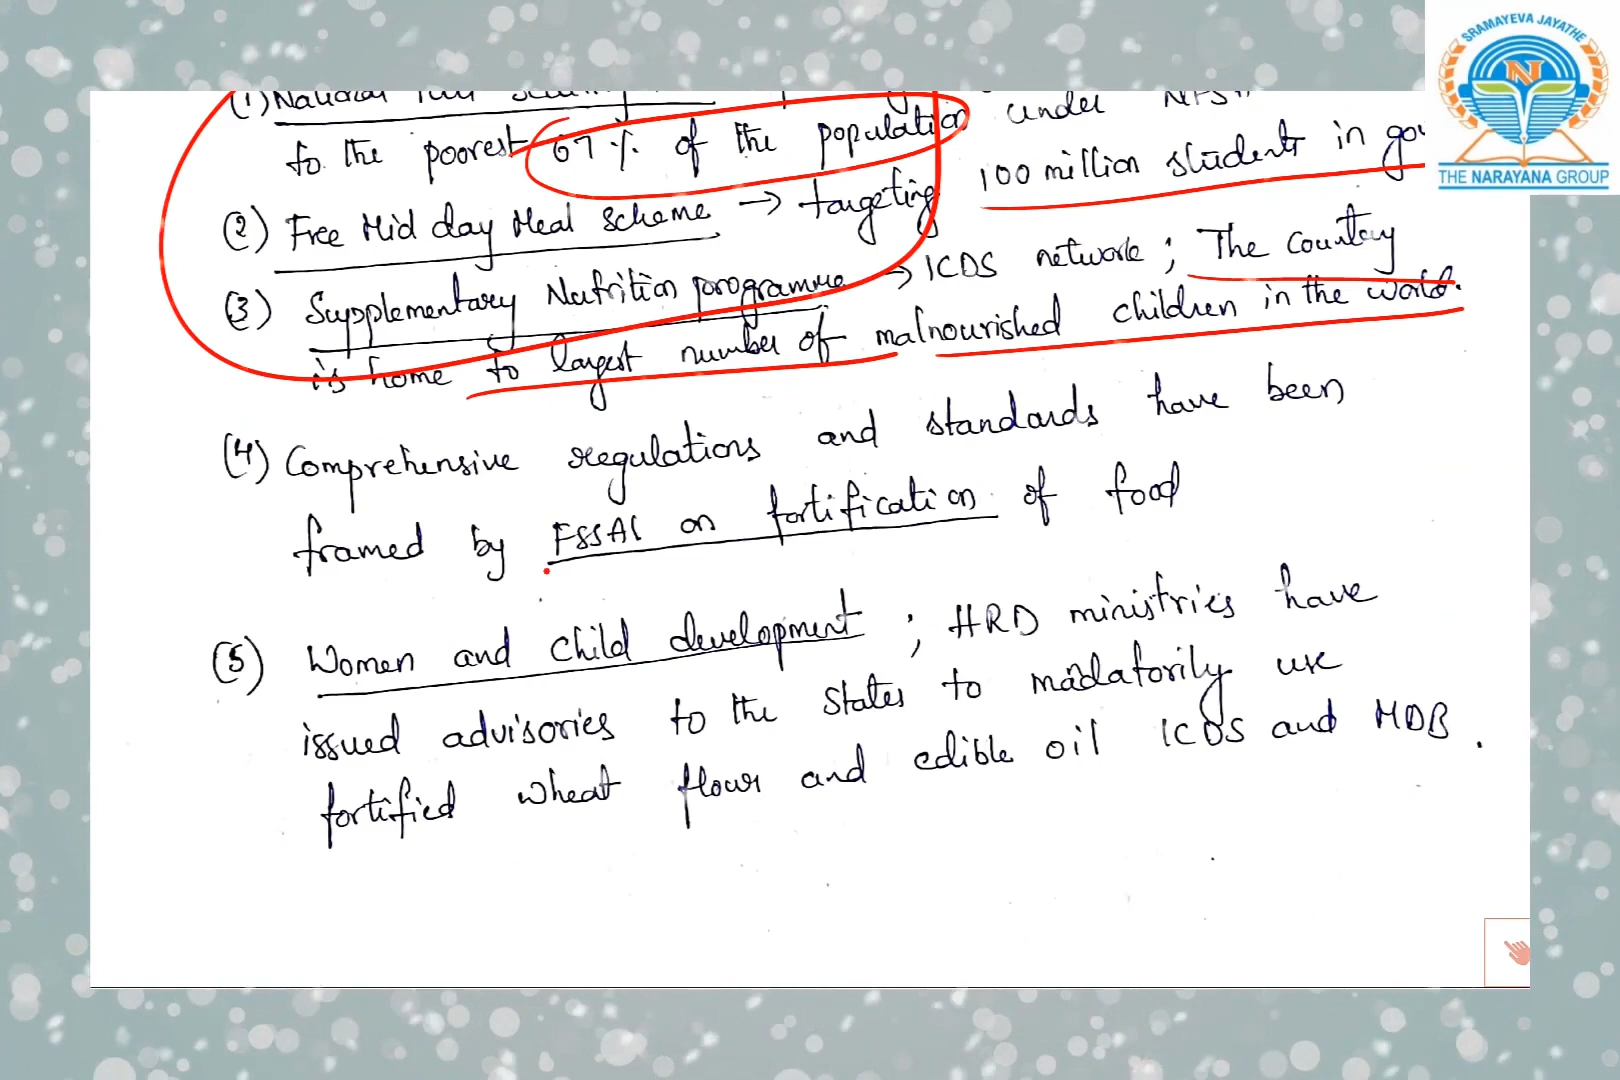 SRAMAYEVA JAYATHE
N
THE NARAYANA GROUP
(1) National
to the poorest 67% of the population under
(2) Free Mid day Meal Scheme → targeting 100 million students in
(3) Supplementary Nutrition programme → ICDS network ; The Country
is home to largest number of malnourished children in the world.
(4) Comprehensive regulations and standards have been
framed by FSSAI on fortification of food
(5) Women and child development ; HRD ministries have
issued advisories to the States to madatorily use
fortified wheat flour and edible oil ICDS and MDB .